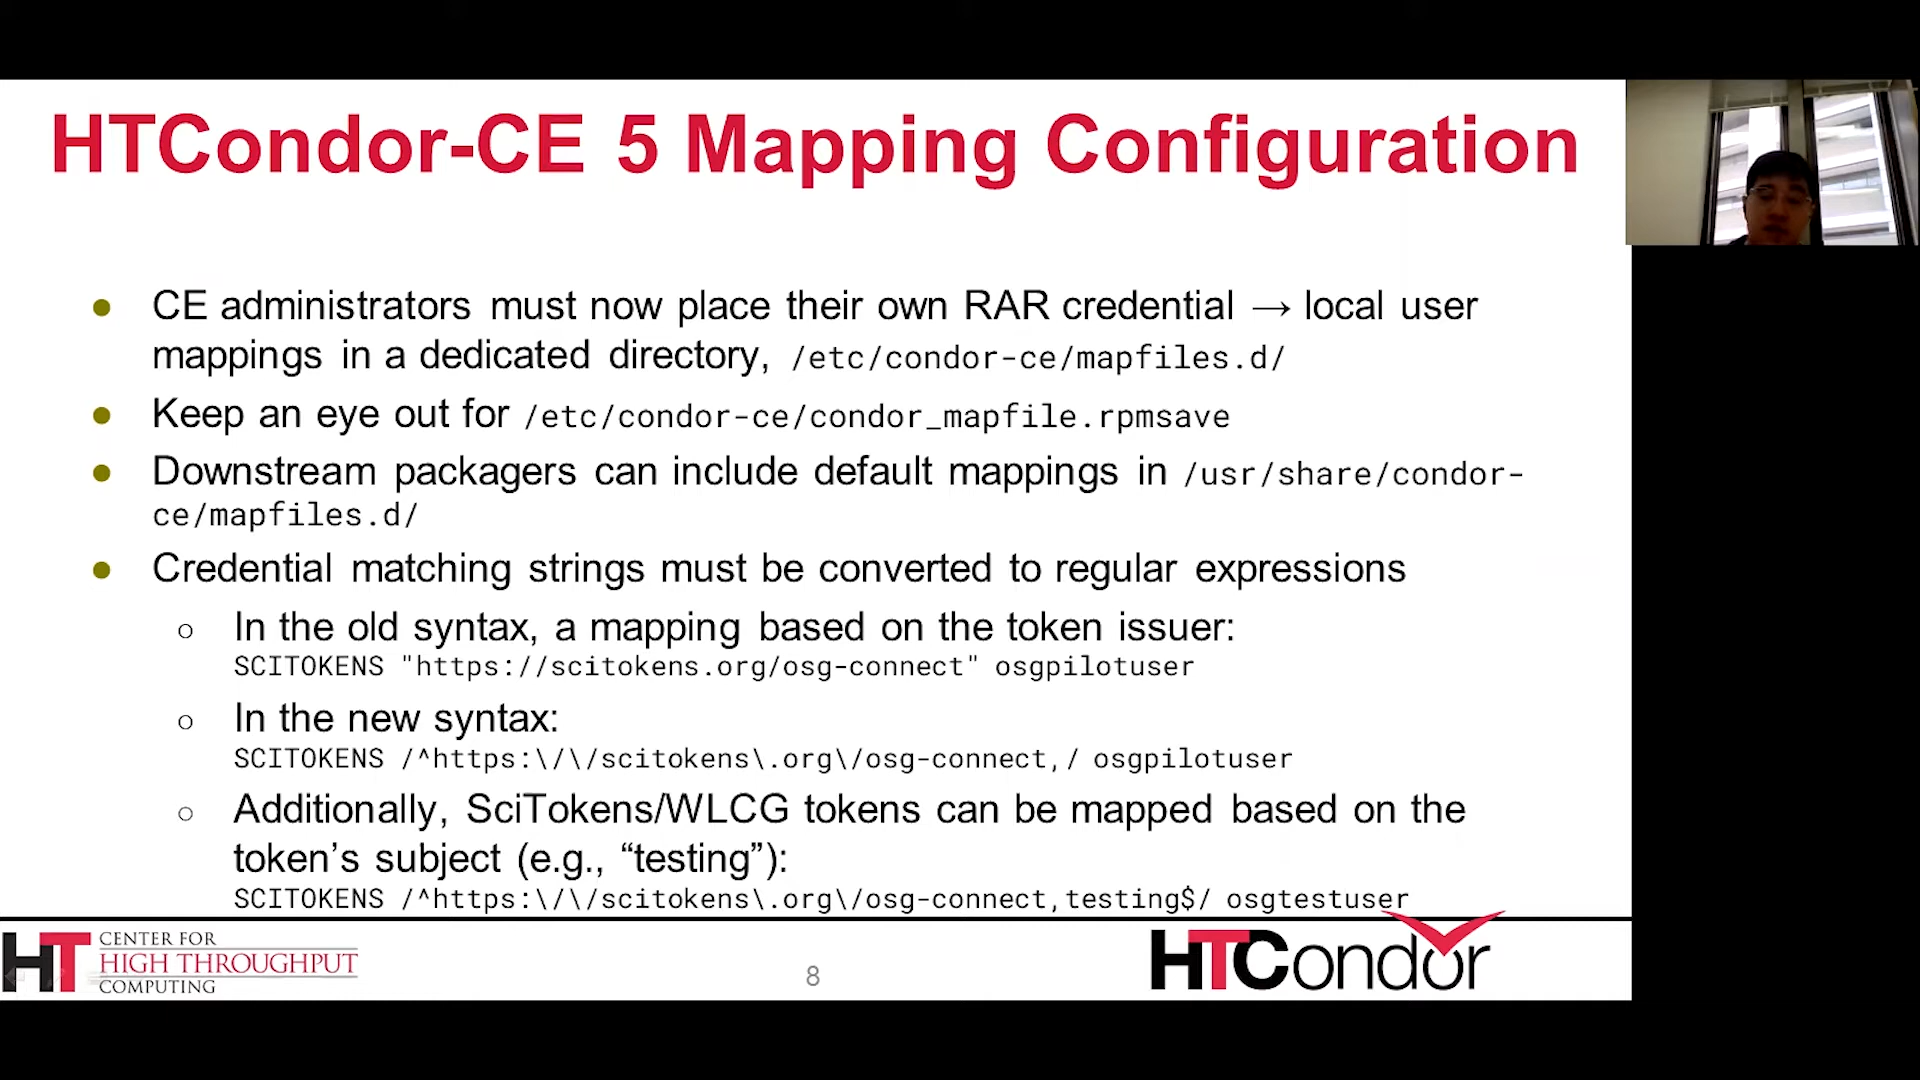 HTCondor-CE 5 Mapping Configuration
● CE administrators must now place their own RAR credential → local user
mappings in a dedicated directory, /etc/condor-ce/mapfiles.d/
● Keep an eye out for /etc/condor-ce/condor_mapfile.rpmsave
● Downstream packagers can include default mappings in /usr/share/condor-
ce/mapfiles.d/
● Credential matching strings must be converted to regular expressions
○ In the old syntax, a mapping based on the token issuer:
SCITOKENS "https://scitokens.org/osg-connect" osgpilotuser
○ In the new syntax:
SCITOKENS /^https:\/\/scitokens\.org\/osg-connect,/ osgpilotuser
○ Additionally, SciTokens/WLCG tokens can be mapped based on the
token’s subject (e.g., “testing”):
SCITOKENS /^https:\/\/scitokens\.org\/osg-connect,testing$/ osgtestuser
HT CENTER FOR
HIGH THROUGHPUT
COMPUTING
8
HTCondor